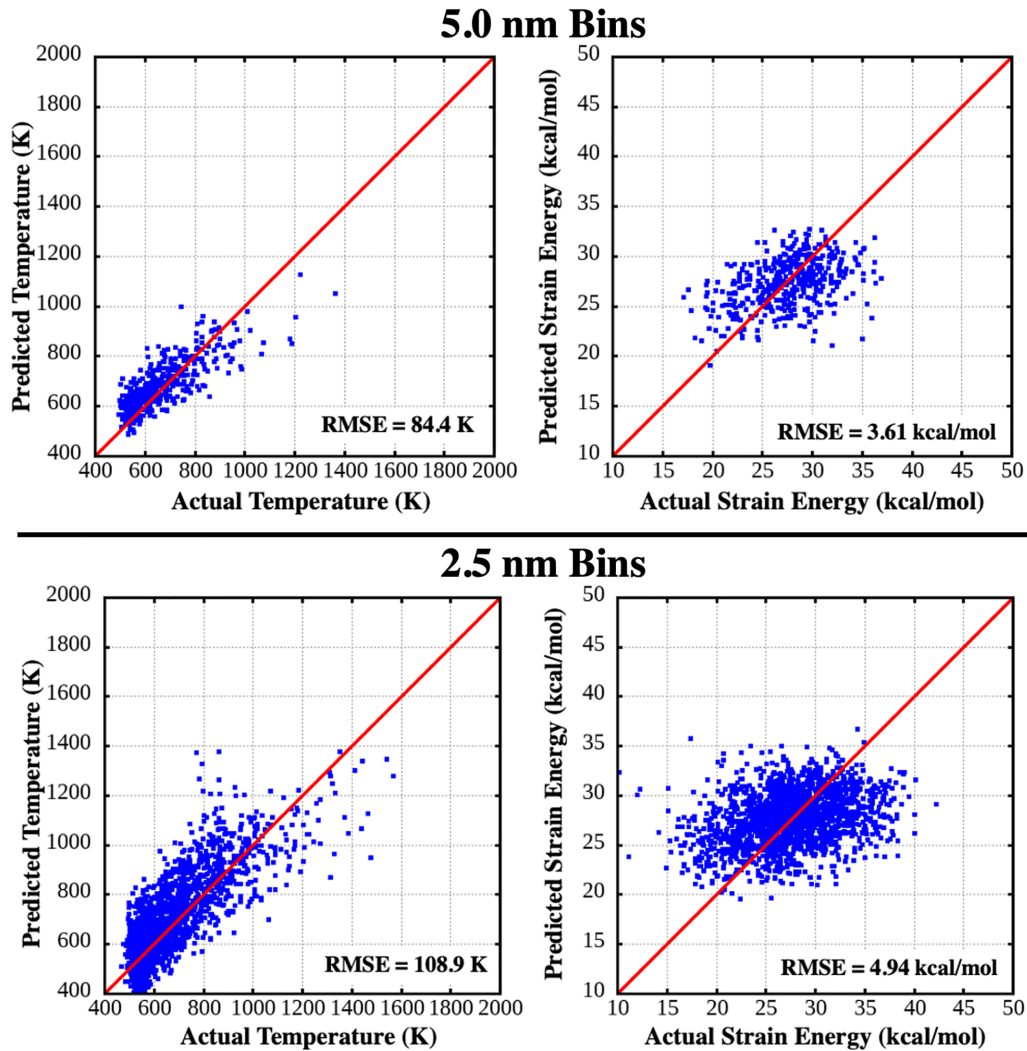 5.0 nm Bins
2000
1800
1600
1400
1200
1000
800
600
400
Predicted Temperature (K)
RMSE = 84.4 K
400 600 800 1000 1200 1400 1600 1800 2000
Actual Temperature (K)
50
45
40
35
30
25
20
15
10
Predicted Strain Energy (kcal/mol)
RMSE = 3.61 kcal/mol
10 15 20 25 30 35 40 45 50
Actual Strain Energy (kcal/mol)
2.5 nm Bins
2000
1800
1600
1400
1200
1000
800
600
400
Predicted Temperature (K)
RMSE = 108.9 K
400 600 800 1000 1200 1400 1600 1800 2000
Actual Temperature (K)
50
45
40
35
30
25
20
15
10
Predicted Strain Energy (kcal/mol)
RMSE = 4.94 kcal/mol
10 15 20 25 30 35 40 45 50
Actual Strain Energy (kcal/mol)